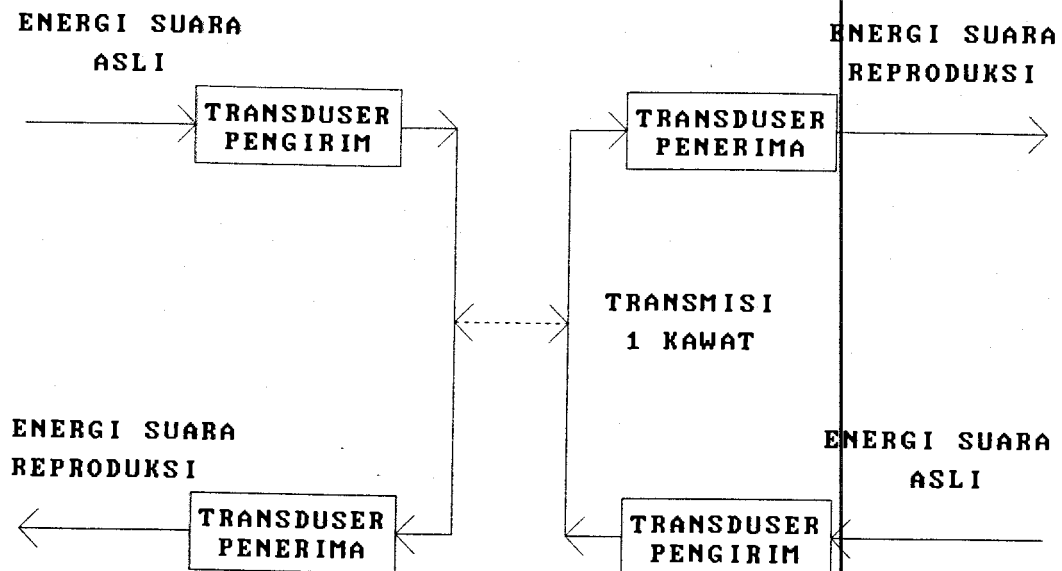 ENERGI SUARA
ASLI
TRANSDUSER
PENGIRIM
TRANSDUSER
PENERIMA
ENERGI SUARA
REPRODUKSI
TRANSMISI
1 KAWAT
ENERGI SUARA
REPRODUKSI
TRANSDUSER
PENERIMA
TRANSDUSER
PENGIRIM
ENERGI SUARA
ASLI